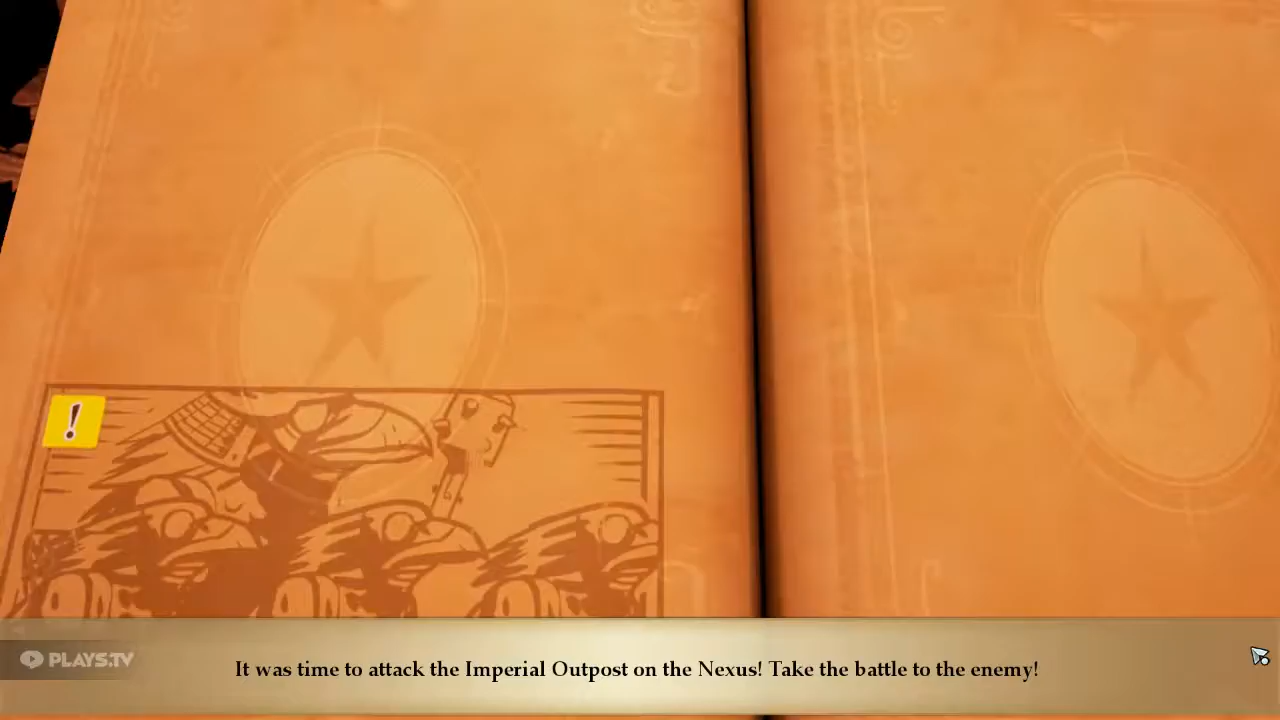 !
PLAYS.TV
It was time to attack the Imperial Outpost on the Nexus! Take the battle to the enemy!